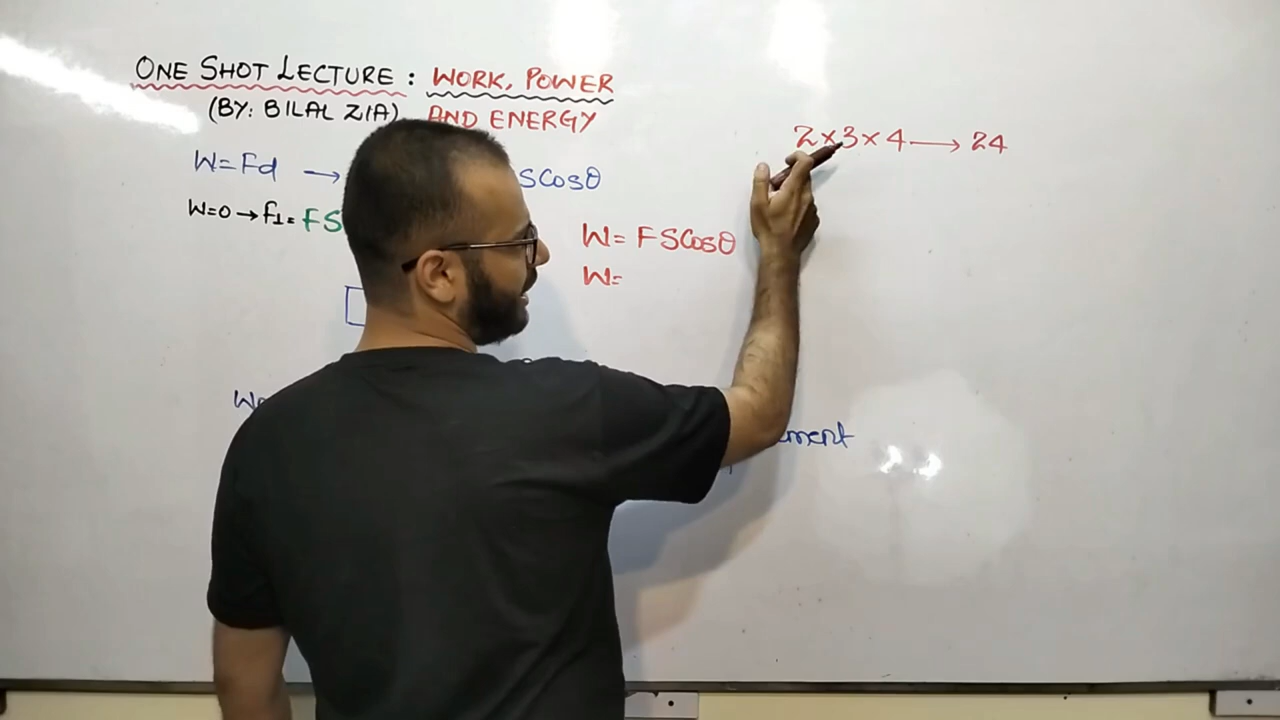 ONE SHOT LECTURE: WORK, POWER
(BY: BILAL ZIA) AND ENERGY
2×3×4→24
W=Fd → SCosθ
W=0→f⊥=FS
W= FSCosθ
W=